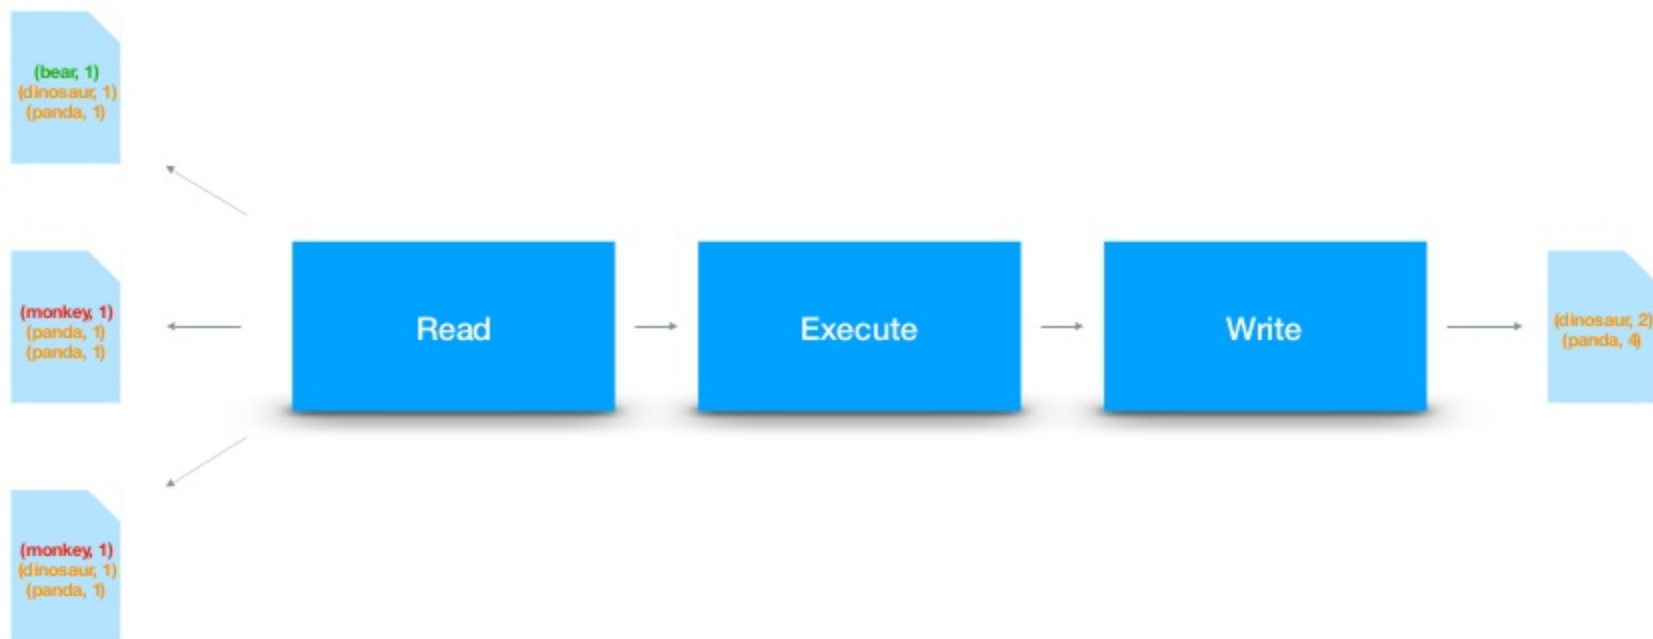 (bear, 1)
(dinosaur, 1)
(panda, 1)
(monkey, 1)
(panda, 1)
(panda, 1)
Read
Execute
Write
(dinosaur, 2)
(panda, 4)
(monkey, 1)
(dinosaur, 1)
(panda, 1)